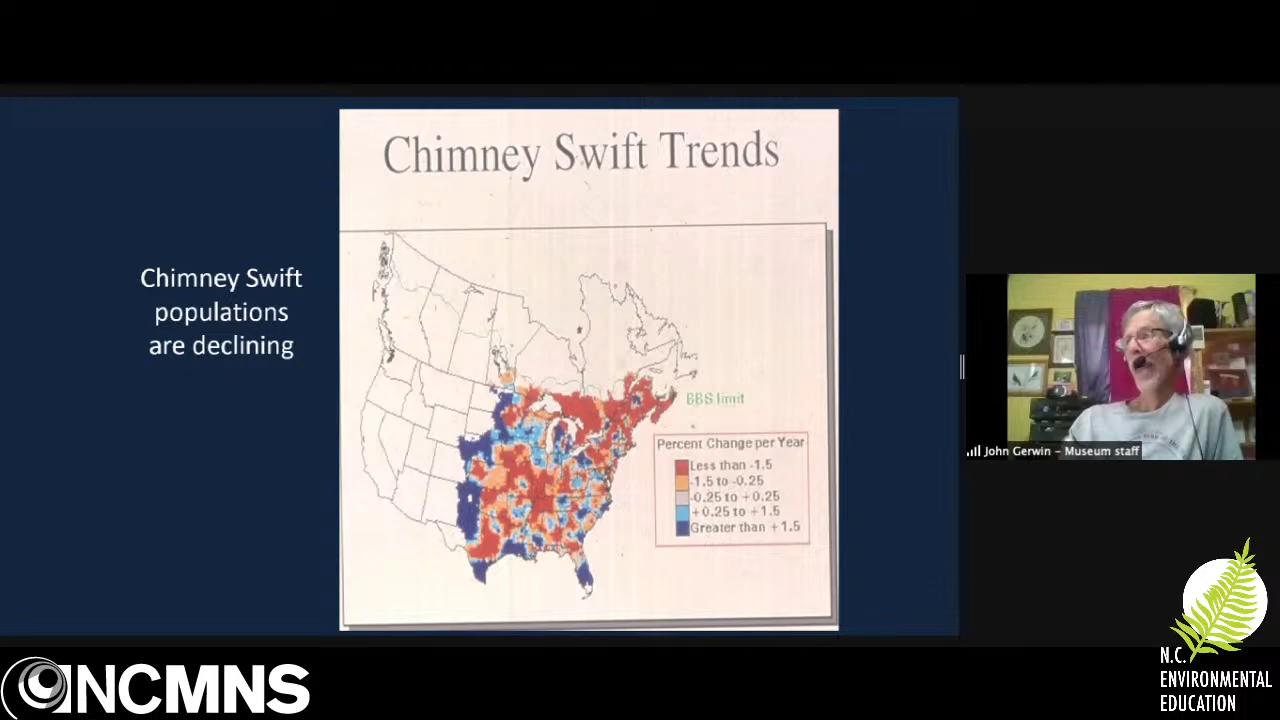 Chimney Swift Trends
Chimney Swift
populations
are declining
BBS limit
Percent Change per Year
Less than -1.5
-1.5 to -0.25
-0.25 to +0.25
+0.25 to +1.5
Greater than +1.5
John Gerwin – Museum staff
NCMNS
N.C.
ENVIRONMENTAL
EDUCATION